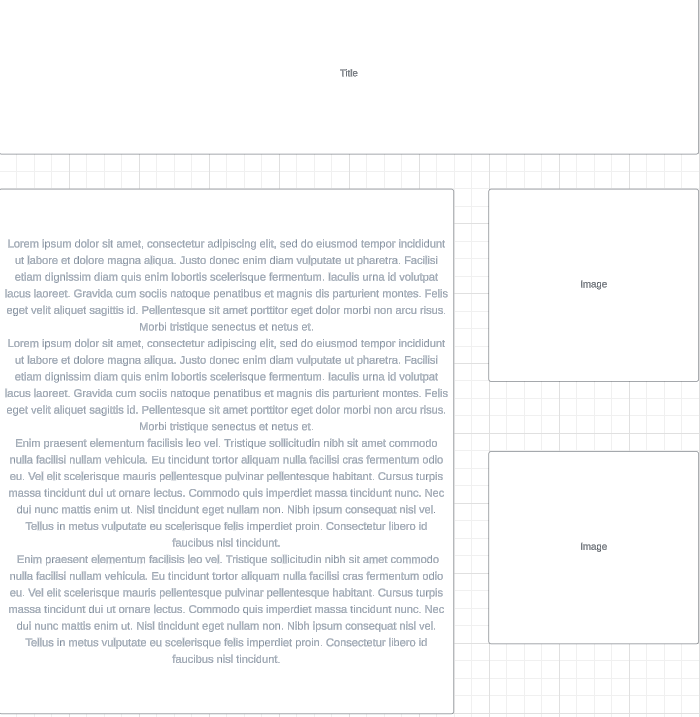 Title
Lorem ipsum dolor sit amet, consectetur adipiscing elit, sed do eiusmod tempor incididunt
ut labore et dolore magna aliqua. Justo donec enim diam vulputate ut pharetra. Facilisi
etiam dignissim diam quis enim lobortis scelerisque fermentum. Iaculis urna id volutpat
lacus laoreet. Gravida cum sociis natoque penatibus et magnis dis parturient montes. Felis
eget velit aliquet sagittis id. Pellentesque sit amet porttitor eget dolor morbi non arcu risus.
Morbi tristique senectus et netus et.
Lorem ipsum dolor sit amet, consectetur adipiscing elit, sed do eiusmod tempor incididunt
ut labore et dolore magna aliqua. Justo donec enim diam vulputate ut pharetra. Facilisi
etiam dignissim diam quis enim lobortis scelerisque fermentum. Iaculis urna id volutpat
lacus laoreet. Gravida cum sociis natoque penatibus et magnis dis parturient montes. Felis
eget velit aliquet sagittis id. Pellentesque sit amet porttitor eget dolor morbi non arcu risus.
Morbi tristique senectus et netus et.
Enim praesent elementum facilisis leo vel. Tristique sollicitudin nibh sit amet commodo
nulla facilisi nullam vehicula. Eu tincidunt tortor aliquam nulla facilisi cras fermentum odio
eu. Vel elit scelerisque mauris pellentesque pulvinar pellentesque habitant. Cursus turpis
massa tincidunt dui ut ornare lectus. Commodo quis imperdiet massa tincidunt nunc. Nec
dui nunc mattis enim ut. Nisl tincidunt eget nullam non. Nibh ipsum consequat nisl vel.
Tellus in metus vulputate eu scelerisque felis imperdiet proin. Consectetur libero id
faucibus nisl tincidunt.
Enim praesent elementum facilisis leo vel. Tristique sollicitudin nibh sit amet commodo
nulla facilisi nullam vehicula. Eu tincidunt tortor aliquam nulla facilisi cras fermentum odio
eu. Vel elit scelerisque mauris pellentesque pulvinar pellentesque habitant. Cursus turpis
massa tincidunt dui ut ornare lectus. Commodo quis imperdiet massa tincidunt nunc. Nec
dui nunc mattis enim ut. Nisl tincidunt eget nullam non. Nibh ipsum consequat nisl vel.
Tellus in metus vulputate eu scelerisque felis imperdiet proin. Consectetur libero id
faucibus nisl tincidunt.
Image
Image